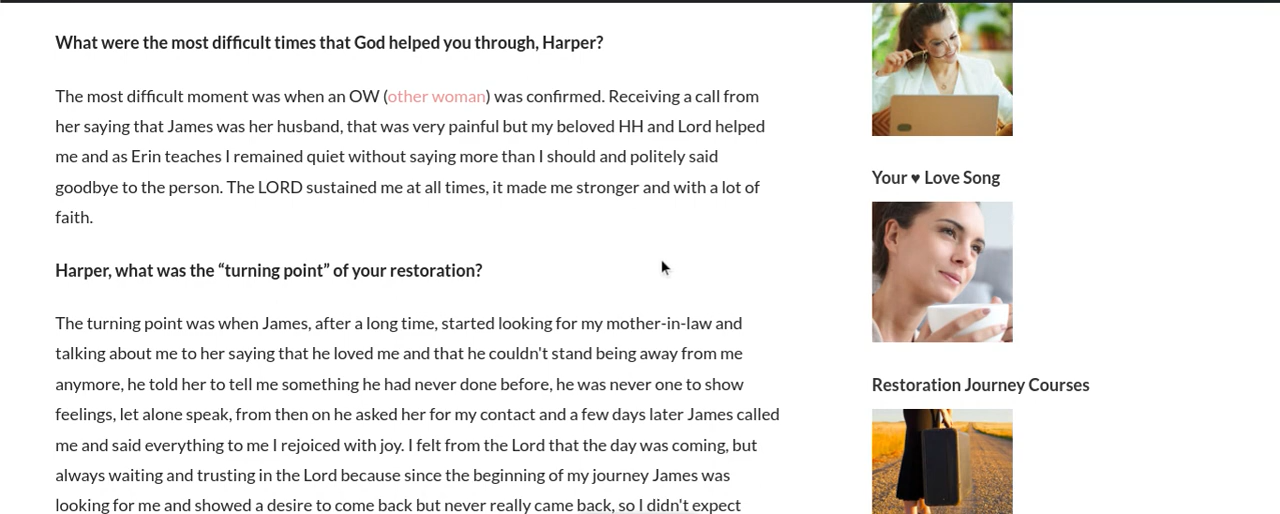 What were the most difficult times that God helped you through, Harper?
The most difficult moment was when an OW (other woman) was confirmed. Receiving a call from
her saying that James was her husband, that was very painful but my beloved HH and Lord helped
me and as Erin teaches I remained quiet without saying more than I should and politely said
goodbye to the person. The LORD sustained me at all times, it made me stronger and with a lot of
faith.
Harper, what was the “turning point” of your restoration?
The turning point was when James, after a long time, started looking for my mother-in-law and
talking about me to her saying that he loved me and that he couldn't stand being away from me
anymore, he told her to tell me something he had never done before, he was never one to show
feelings, let alone speak, from then on he asked her for my contact and a few days later James called
me and said everything to me I rejoiced with joy. I felt from the Lord that the day was coming, but
always waiting and trusting in the Lord because since the beginning of my journey James was
looking for me and showed a desire to come back but never really came back, so I didn't expect
Your ♥ Love Song
Restoration Journey Courses